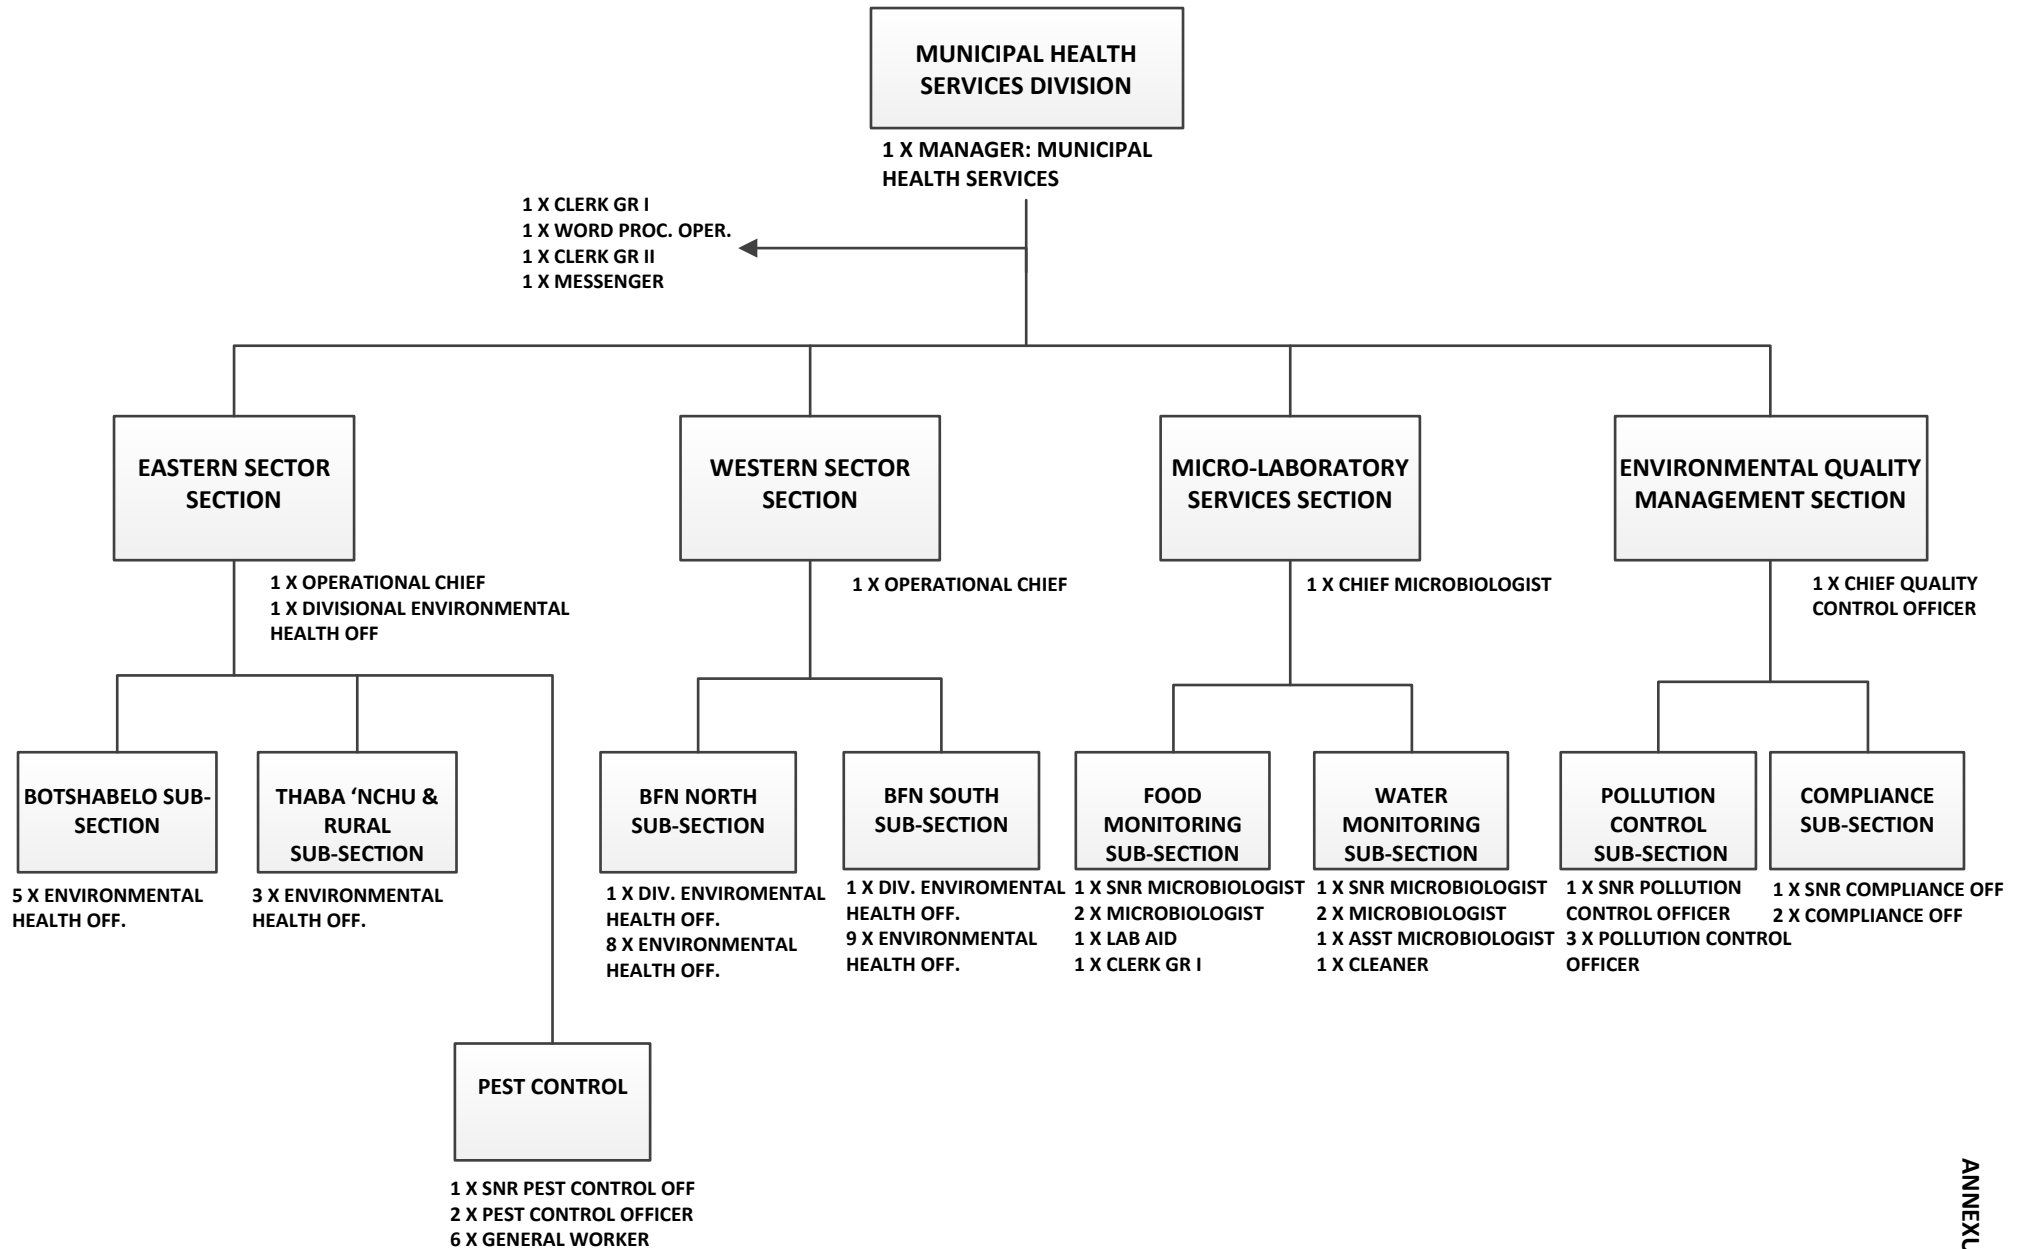 MUNICIPAL HEALTH
SERVICES DIVISION
1 X MANAGER: MUNICIPAL
HEALTH SERVICES
1 X CLERK GR I
1 X WORD PROC. OPER.
1 X CLERK GR II
1 X MESSENGER
EASTERN SECTOR
SECTION
1 X OPERATIONAL CHIEF
1 X DIVISIONAL ENVIRONMENTAL
HEALTH OFF
WESTERN SECTOR
SECTION
1 X OPERATIONAL CHIEF
MICRO-LABORATORY
SERVICES SECTION
1 X CHIEF MICROBIOLOGIST
ENVIRONMENTAL QUALITY
MANAGEMENT SECTION
1 X CHIEF QUALITY
CONTROL OFFICER
BOTSHABELO SUB-
SECTION
5 X ENVIRONMENTAL
HEALTH OFF.
THABA ‘NCHU &
RURAL
SUB-SECTION
3 X ENVIRONMENTAL
HEALTH OFF.
BFN NORTH
SUB-SECTION
1 X DIV. ENVIROMENTAL
HEALTH OFF.
8 X ENVIRONMENTAL
HEALTH OFF.
BFN SOUTH
SUB-SECTION
1 X DIV. ENVIROMENTAL
HEALTH OFF.
9 X ENVIRONMENTAL
HEALTH OFF.
FOOD
MONITORING
SUB-SECTION
1 X SNR MICROBIOLOGIST
2 X MICROBIOLOGIST
1 X LAB AID
1 X CLERK GR I
WATER
MONITORING
SUB-SECTION
1 X SNR MICROBIOLOGIST
2 X MICROBIOLOGIST
1 X ASST MICROBIOLOGIST
1 X CLEANER
POLLUTION
CONTROL
SUB-SECTION
1 X SNR POLLUTION
CONTROL OFFICER
3 X POLLUTION CONTROL
OFFICER
COMPLIANCE
SUB-SECTION
1 X SNR COMPLIANCE OFF
2 X COMPLIANCE OFF
PEST CONTROL
1 X SNR PEST CONTROL OFF
2 X PEST CONTROL OFFICER
6 X GENERAL WORKER